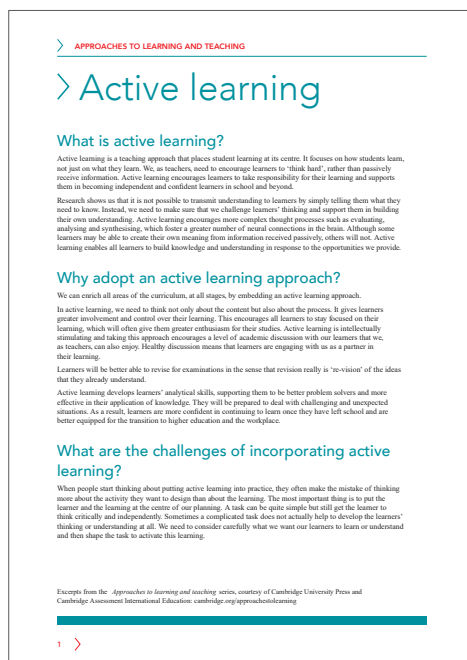 APPROACHES TO LEARNING AND TEACHING
Active learning
What is active learning?
Active learning is a teaching approach that places student learning at its centre. It focuses on how students learn,
not just on what they learn. We, as teachers, need to encourage learners to ‘think hard’, rather than passively
receive information. Active learning encourages learners to take responsibility for their learning and supports
them in becoming independent and confident learners in school and beyond.
Research shows us that it is not possible to transmit understanding to learners by simply telling them what they
need to know. Instead, we need to make sure that we challenge learners’ thinking and support them in building
their own understanding. Active learning encourages more complex thought processes, such as evaluating,
analysing and synthesising, which foster a greater number of neural connections in the brain. Although some
learners may be able to create their own meaning from information received passively, others will not. Active
learning enables all learners to build knowledge and understanding in response to the opportunities we provide.
Why adopt an active learning approach?
We can enrich all areas of the curriculum, at all stages, by embedding an active learning approach.
In active learning, we need to think not only about the content but also about the process. It gives learners
greater involvement and control over their learning. This encourages all learners to stay focused on their
learning, which will often give them greater enthusiasm for their studies. Active learning is intellectually
stimulating and taking this approach encourages a level of academic discussion with our learners that we,
as teachers, can also enjoy. Healthy discussion means that learners are engaging with us as a partner in
their learning.
Learners will be better able to revise for examinations in the sense that revision really is ‘re-vision’ of the ideas
that they already understand.
Active learning develops learners’ analytical skills, supporting them to be better problem solvers and more
effective in their application of knowledge. They will be prepared to deal with challenging and unexpected
situations. As a result, learners are more confident in continuing to learn once they have left school and are
better equipped for the transition to higher education and the workplace.
What are the challenges of incorporating active
learning?
When people start thinking about putting active learning into practice, they often make the mistake of thinking
more about the activity they want to design than about the learning. The most important thing is to put the
learner and the learning at the centre of our planning. A task can be quite simple but still get the learner to
think critically and independently. Sometimes a complicated task does not actually help to develop the learners’
thinking or understanding at all. We need to consider carefully what we want our learners to learn or understand
and then shape the task to activate this learning.
Excerpts from the Approaches to learning and teaching series, courtesy of Cambridge University Press and
Cambridge Assessment International Education: cambridge.org/approachestolearning
1